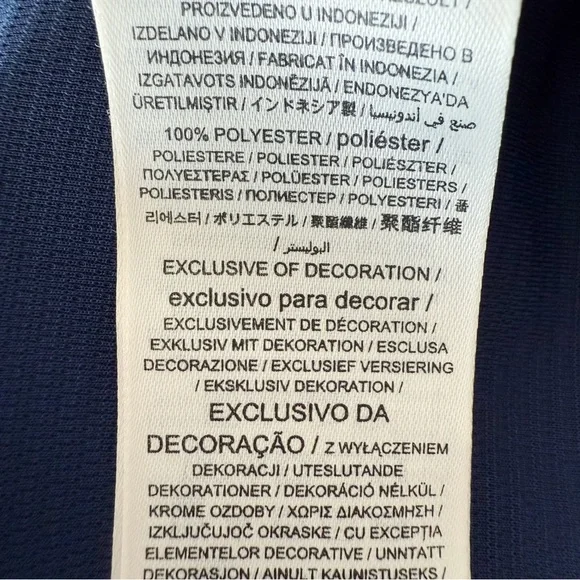 PROIZVEDENO U INDONEZIJI /
IZDELANO V INDONEZIJI / ПРОИЗВЕДЕНО В
ИНДОНЕЗИЯ / FABRICAT ÎN INDONEZIA /
IZGATAVOTS INDONĒZIJĀ / ENDONEZYA'DA
ÜRETILMIŞTIR / インドネシア製 / صنع في أندونيسيا
100% POLYESTER / poliéster /
POLIESTERE / POLIESTER / POLIÉSZTER /
ΠΟΛΥΕΣΤΕΡΑΣ / POLÜESTER / POLIESTERS /
POLIESTERIS / ПОЛИЕСТЕР / POLYESTERI /
리에스터 / ポリエステル / 聚酯纖維 / 聚酯纤维
/ البوليستر
EXCLUSIVE OF DECORATION /
exclusivo para decorar /
EXCLUSIVEMENT DE DÉCORATION /
EXKLUSIV MIT DEKORATION / ESCLUSA
DECORAZIONE / EXCLUSIEF VERSIERING
/ EKSKLUSIV DEKORATION /
EXCLUSIVO DA
DECORAÇÃO / Z WYŁĄCZENIEM
DEKORACJI / UTESLUTANDE
DEKORATIONER / DEKORÁCIÓ NÉLKÜL /
KROME OZDOBY / ΧΩΡΙΣ ΔΙΑΚΟΣΜΗΣΗ /
IZKLJUČUJOČ OKRASKE / CU EXCEPȚIA
ELEMENTELOR DECORATIVE / UNNTATT
DEKORASJON / AINULT KAUNISTUSEKS /